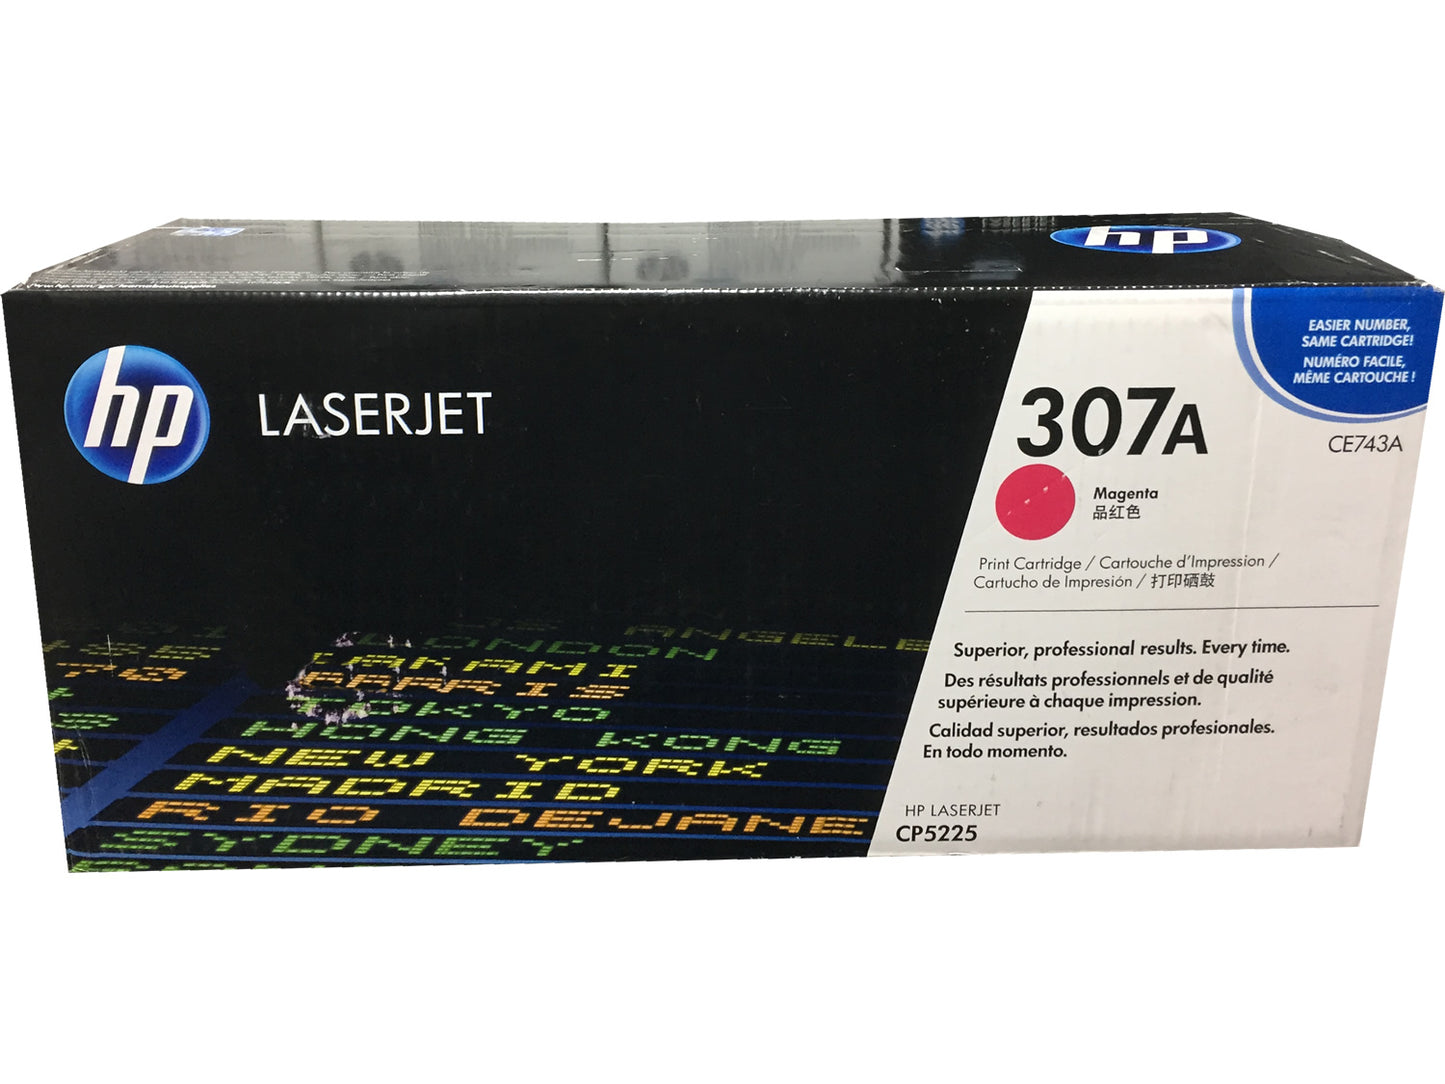 hp
hp
LASERJET
EASIER NUMBER,
SAME CARTRIDGE!
NUMÉRO FACILE,
MÊME CARTOUCHE !
307A
CE743A
Magenta
品红色
Print Cartridge / Cartouche d'Impression /
Cartucho de Impresión / 打印硒鼓
Superior, professional results. Every time.
Des résultats professionnels et de qualité
supérieure à chaque impression.
Calidad superior, resultados profesionales.
En todo momento.
HP LASERJET
CP5225
ANGELE
LONDON
PARIS
TOKYO
HONG KONG
NEW YORK
MADRID
RIO DEJANE
SYDNEY